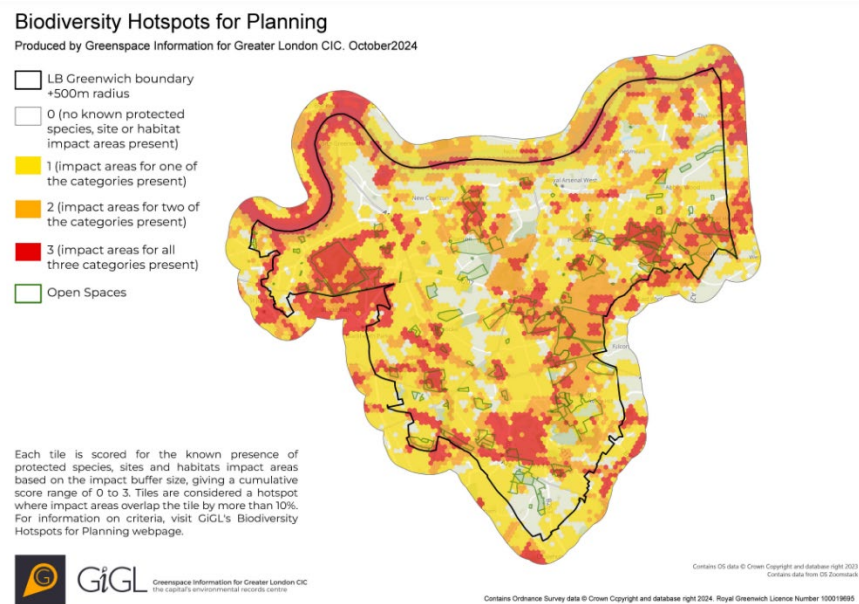 Biodiversity Hotspots for Planning
Produced by Greenspace Information for Greater London CIC. October2024
LB Greenwich boundary
+500m radius
0 (no known protected
species, site or habitat
impact areas present)
1 (impact areas for one of
the categories present)
2 (impact areas for two of
the categories present)
3 (impact areas for all
three categories present)
Open Spaces
Each tile is scored for the known presence of
protected species, sites and habitats impact areas
based on the impact buffer size, giving a cumulative
score range of 0 to 3. Tiles are considered a hotspot
where impact areas overlap the tile by more than 10%.
For information on criteria, visit GiGL's Biodiversity
Hotspots for Planning webpage.
G
GiGL
Greenspace Information for Greater London CIC
the capital's environmental records centre
Contains OS data © Crown Copyright and database right 2023
Contains data from OS Zoomstack
Contains Ordnance Survey data © Crown Copyright and database right 2024. Royal Greenwich Licence Number 100019695